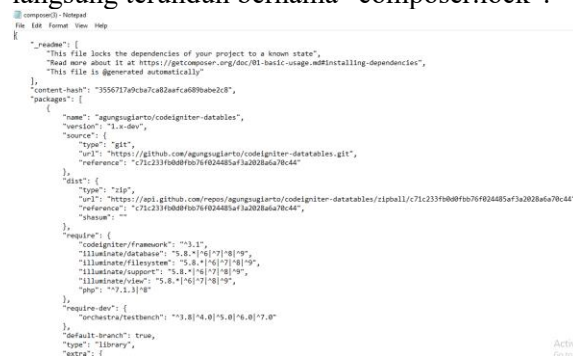 langsung terunduh bernama "composer.lock".
composer(3) - Notepad
File Edit Format View Help
{
"_readme": [
"This file locks the dependencies of your project to a known state",
"Read more about it at https://getcomposer.org/doc/01-basic-usage.md#installing-dependencies",
"This file is @generated automatically"
],
"content-hash": "3556717a9cba7ca82aafca689babe2c8",
"packages": [
{
"name": "agungsugiarto/codeigniter-datatables",
"version": "1.x-dev",
"source": {
"type": "git",
"url": "https://github.com/agungsugiarto/codeigniter-datatables.git",
"reference": "c71c233fb0d0fbb76f024485af3a2028a6a70c44"
},
"dist": {
"type": "zip",
"url": "https://api.github.com/repos/agungsugiarto/codeigniter-datatables/zipball/c71c233fb0d0fbb76f024485af3a2028a6a70c44"
"reference": "c71c233fb0d0fbb76f024485af3a2028a6a70c44",
"shasum": ""
},
"require": {
"codeigniter/framework": "^3.1",
"illuminate/database": "5.8.*|^6|^7|^8|^9",
"illuminate/filesystem": "5.8.*|^6|^7|^8|^9",
"illuminate/support": "5.8.*|^6|^7|^8|^9",
"illuminate/view": "5.8.*|^6|^7|^8|^9",
"php": "^7.1.3|^8"
},
"require-dev": {
"orchestra/testbench": "^3.8|^4.0|^5.0|^6.0|^7.0"
},
"default-branch": true,
"type": "library",
"extra": {